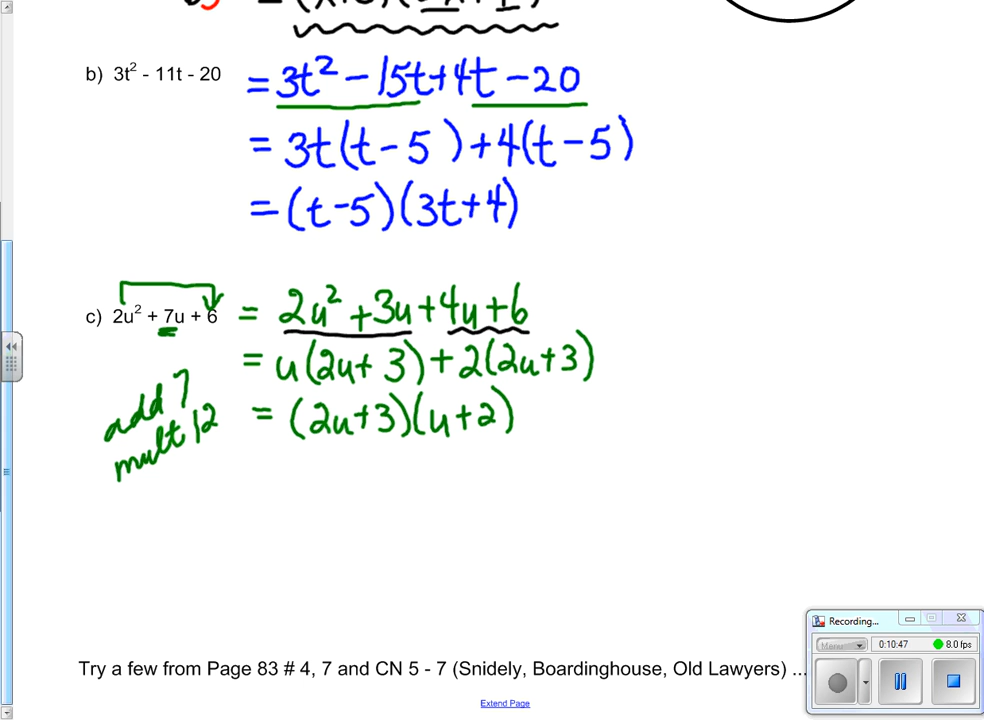 b) 3t² - 11t - 20 = 3t² - 15t + 4t - 20
= 3t(t - 5) + 4(t - 5)
= (t - 5)(3t + 4)
c) 2u² + 7u + 6 = 2u² + 3u + 4u + 6
= u(2u + 3) + 2(2u + 3)
add 7
mult 12
= (2u + 3)(u + 2)
Recording...
Menu
0:10:47
8.0 fps
Try a few from Page 83 # 4, 7 and CN 5 - 7 (Snidely, Boardinghouse, Old Lawyers) ...
Extend Page